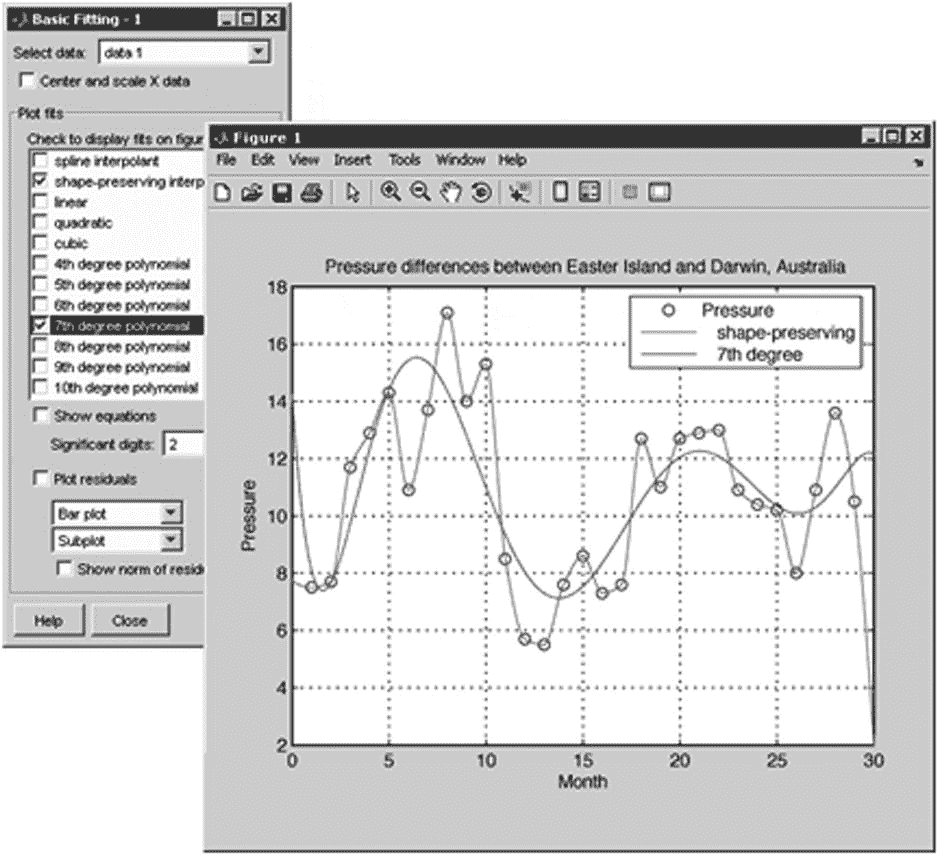 Basic Fitting - 1
Select data: data 1
Center and scale X data
Plot fits
Check to display fits on figur
spline interpolant
shape-preserving interp
linear
quadratic
cubic
4th degree polynomial
5th degree polynomial
6th degree polynomial
7th degree polynomial
8th degree polynomial
9th degree polynomial
10th degree polynomial
Show equations
Significant digits: 2
Plot residuals
Bar plot
Subplot
Show norm of resid
Help Close
Figure 1
File Edit View Insert Tools Window Help
Pressure differences between Easter Island and Darwin, Australia
Pressure
shape-preserving
7th degree
18
16
14
12
10
8
6
4
2
Pressure
0 5 10 15 20 25 30
Month